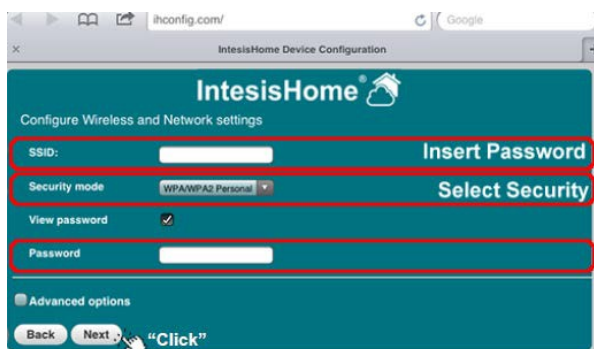 ihconfig.com/
Google
IntesisHome Device Configuration
IntesisHome®
Configure Wireless and Network settings
SSID:
Insert Password
Security mode
WPA/WPA2 Personal
Select Security
View password
Password
Advanced options
Back
Next
“Click”